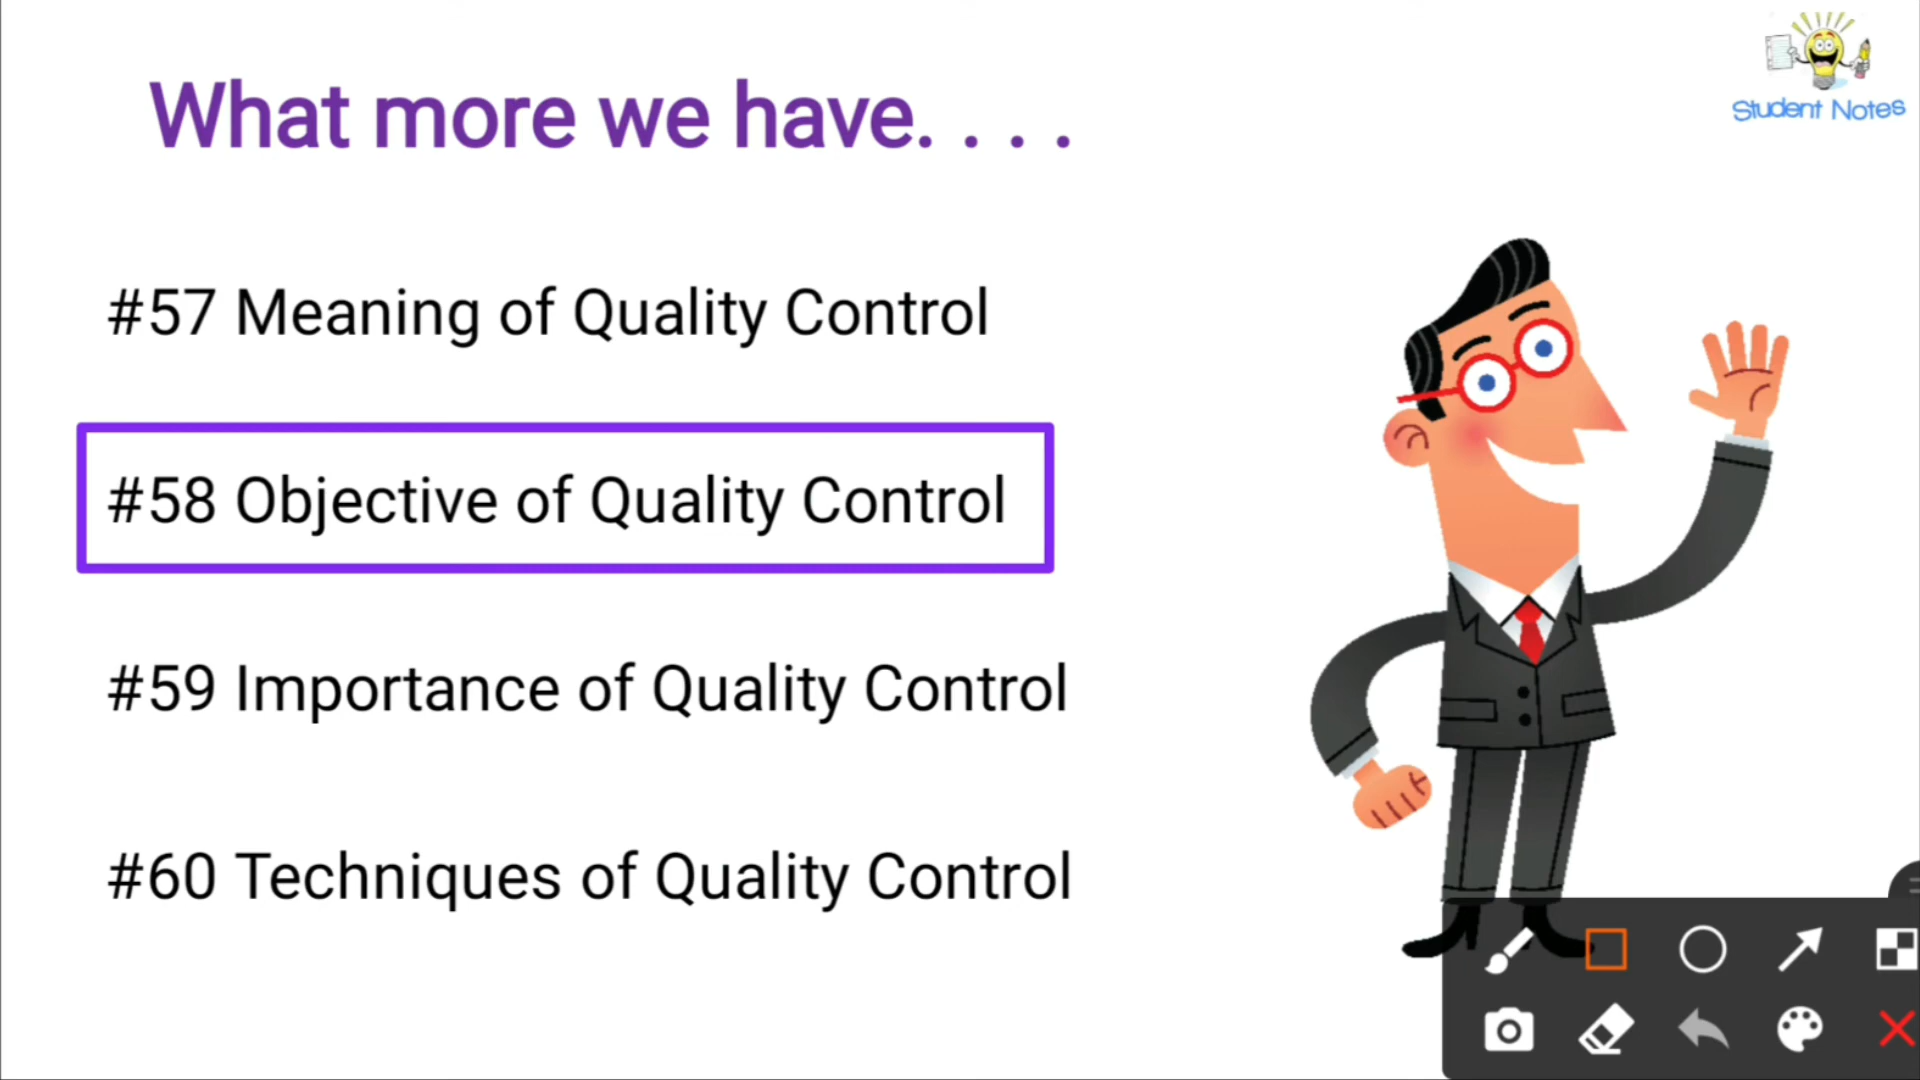 What more we have. . . .
Student Notes
#57 Meaning of Quality Control
#58 Objective of Quality Control
#59 Importance of Quality Control
#60 Techniques of Quality Control